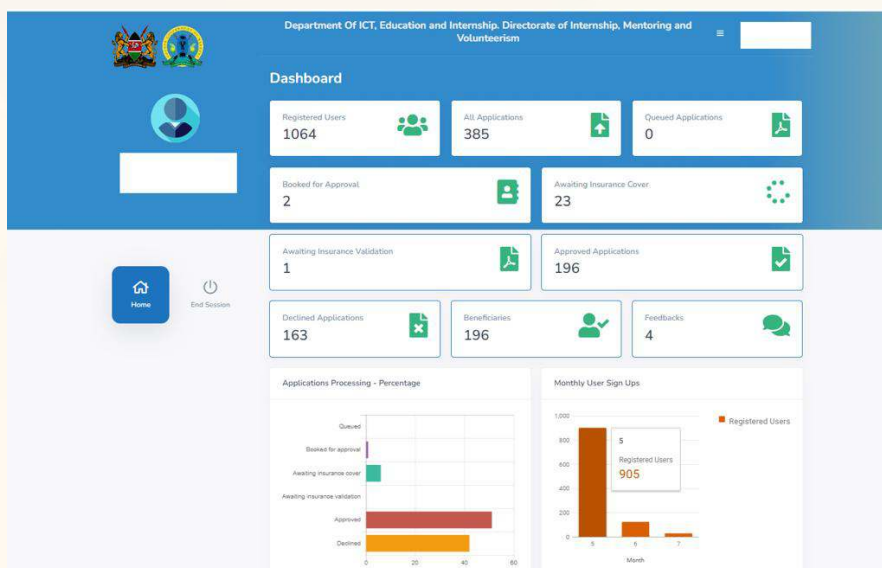 Department Of ICT, Education and Internship. Directorate of Internship, Mentoring and
Volunteerism
Dashboard
Registered Users
1064
All Applications
385
Queued Applications
0
Booked for Approval
2
Awaiting Insurance Cover
23
Awaiting Insurance Validation
1
Approved Applications
196
Home
End Session
Declined Applications
163
Beneficiaries
196
Feedbacks
4
Applications Processing - Percentage
Queued
Booked for approval
Awaiting insurance cover
Awaiting insurance validation
Approved
Declined
0 20 40 60
Monthly User Sign Ups
1,000
800
600
400
200
0
5
Registered Users
905
Registered Users
5 6 7
Month